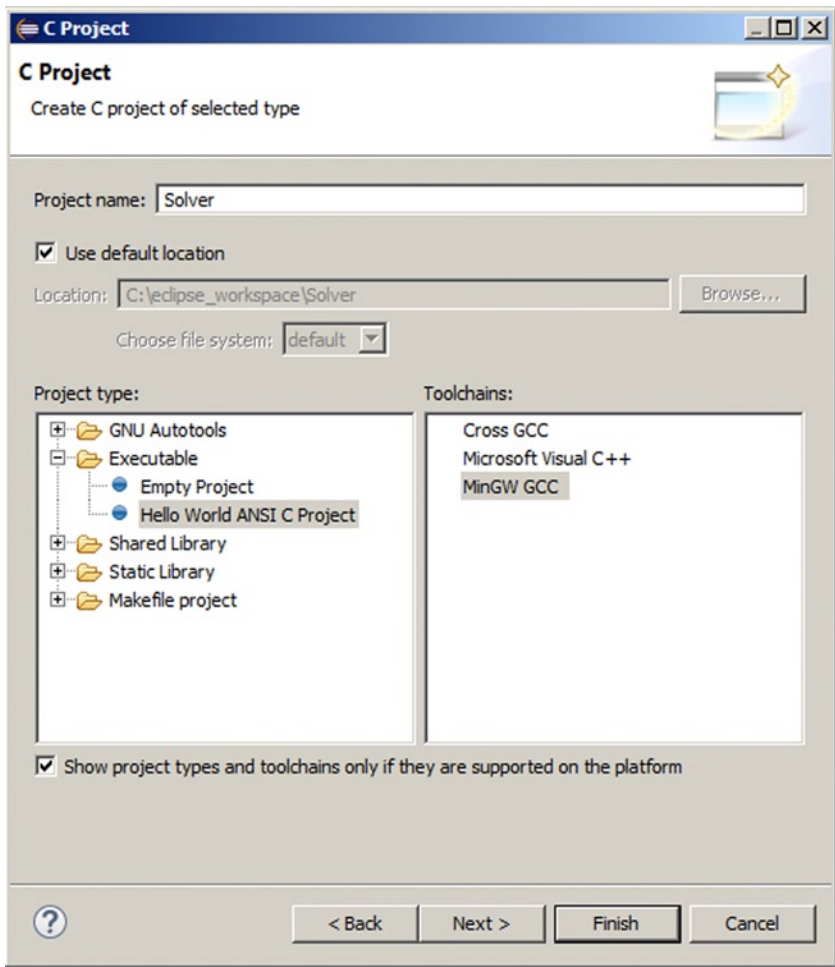 C Project
C Project
Create C project of selected type
Project name: Solver
Use default location
Location: C:\eclipse_workspace\Solver Browse...
Choose file system: default
Project type: Toolchains:
GNU Autotools Cross GCC
Executable Microsoft Visual C++
Empty Project MinGW GCC
Hello World ANSI C Project
Shared Library
Static Library
Makefile project
Show project types and toolchains only if they are supported on the platform
? < Back Next > Finish Cancel